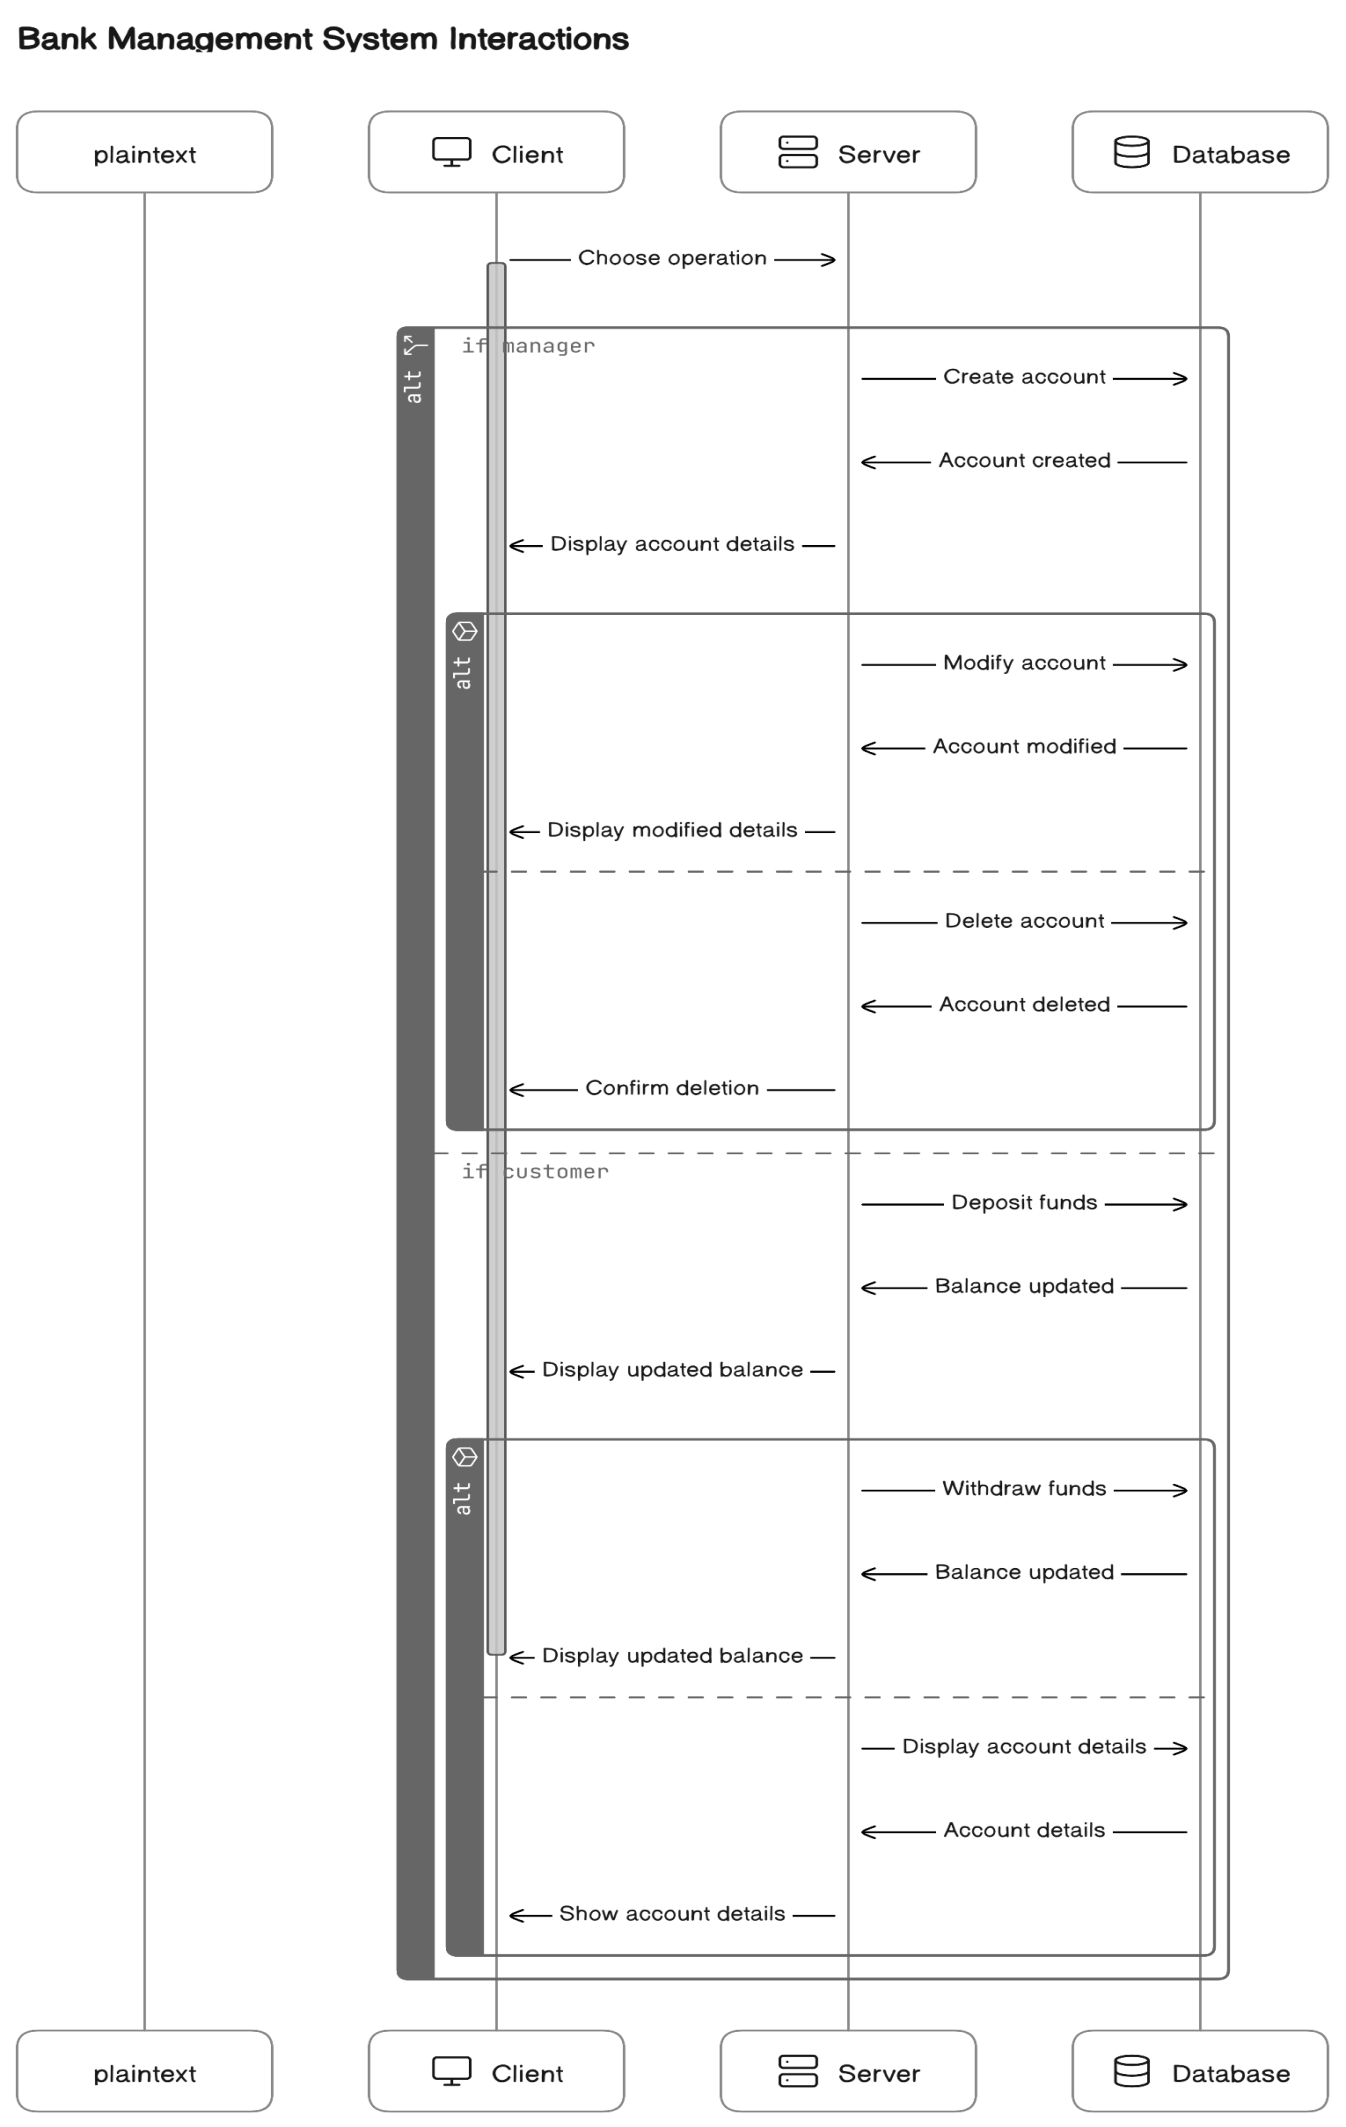 Bank Management System Interactions
plaintext
Client
Server
Database
Choose operation
alt
if manager
Create account
Account created
Display account details
alt
Modify account
Account modified
Display modified details
Delete account
Account deleted
Confirm deletion
if customer
Deposit funds
Balance updated
Display updated balance
alt
Withdraw funds
Balance updated
Display updated balance
Display account details
Account details
Show account details
plaintext
Client
Server
Database